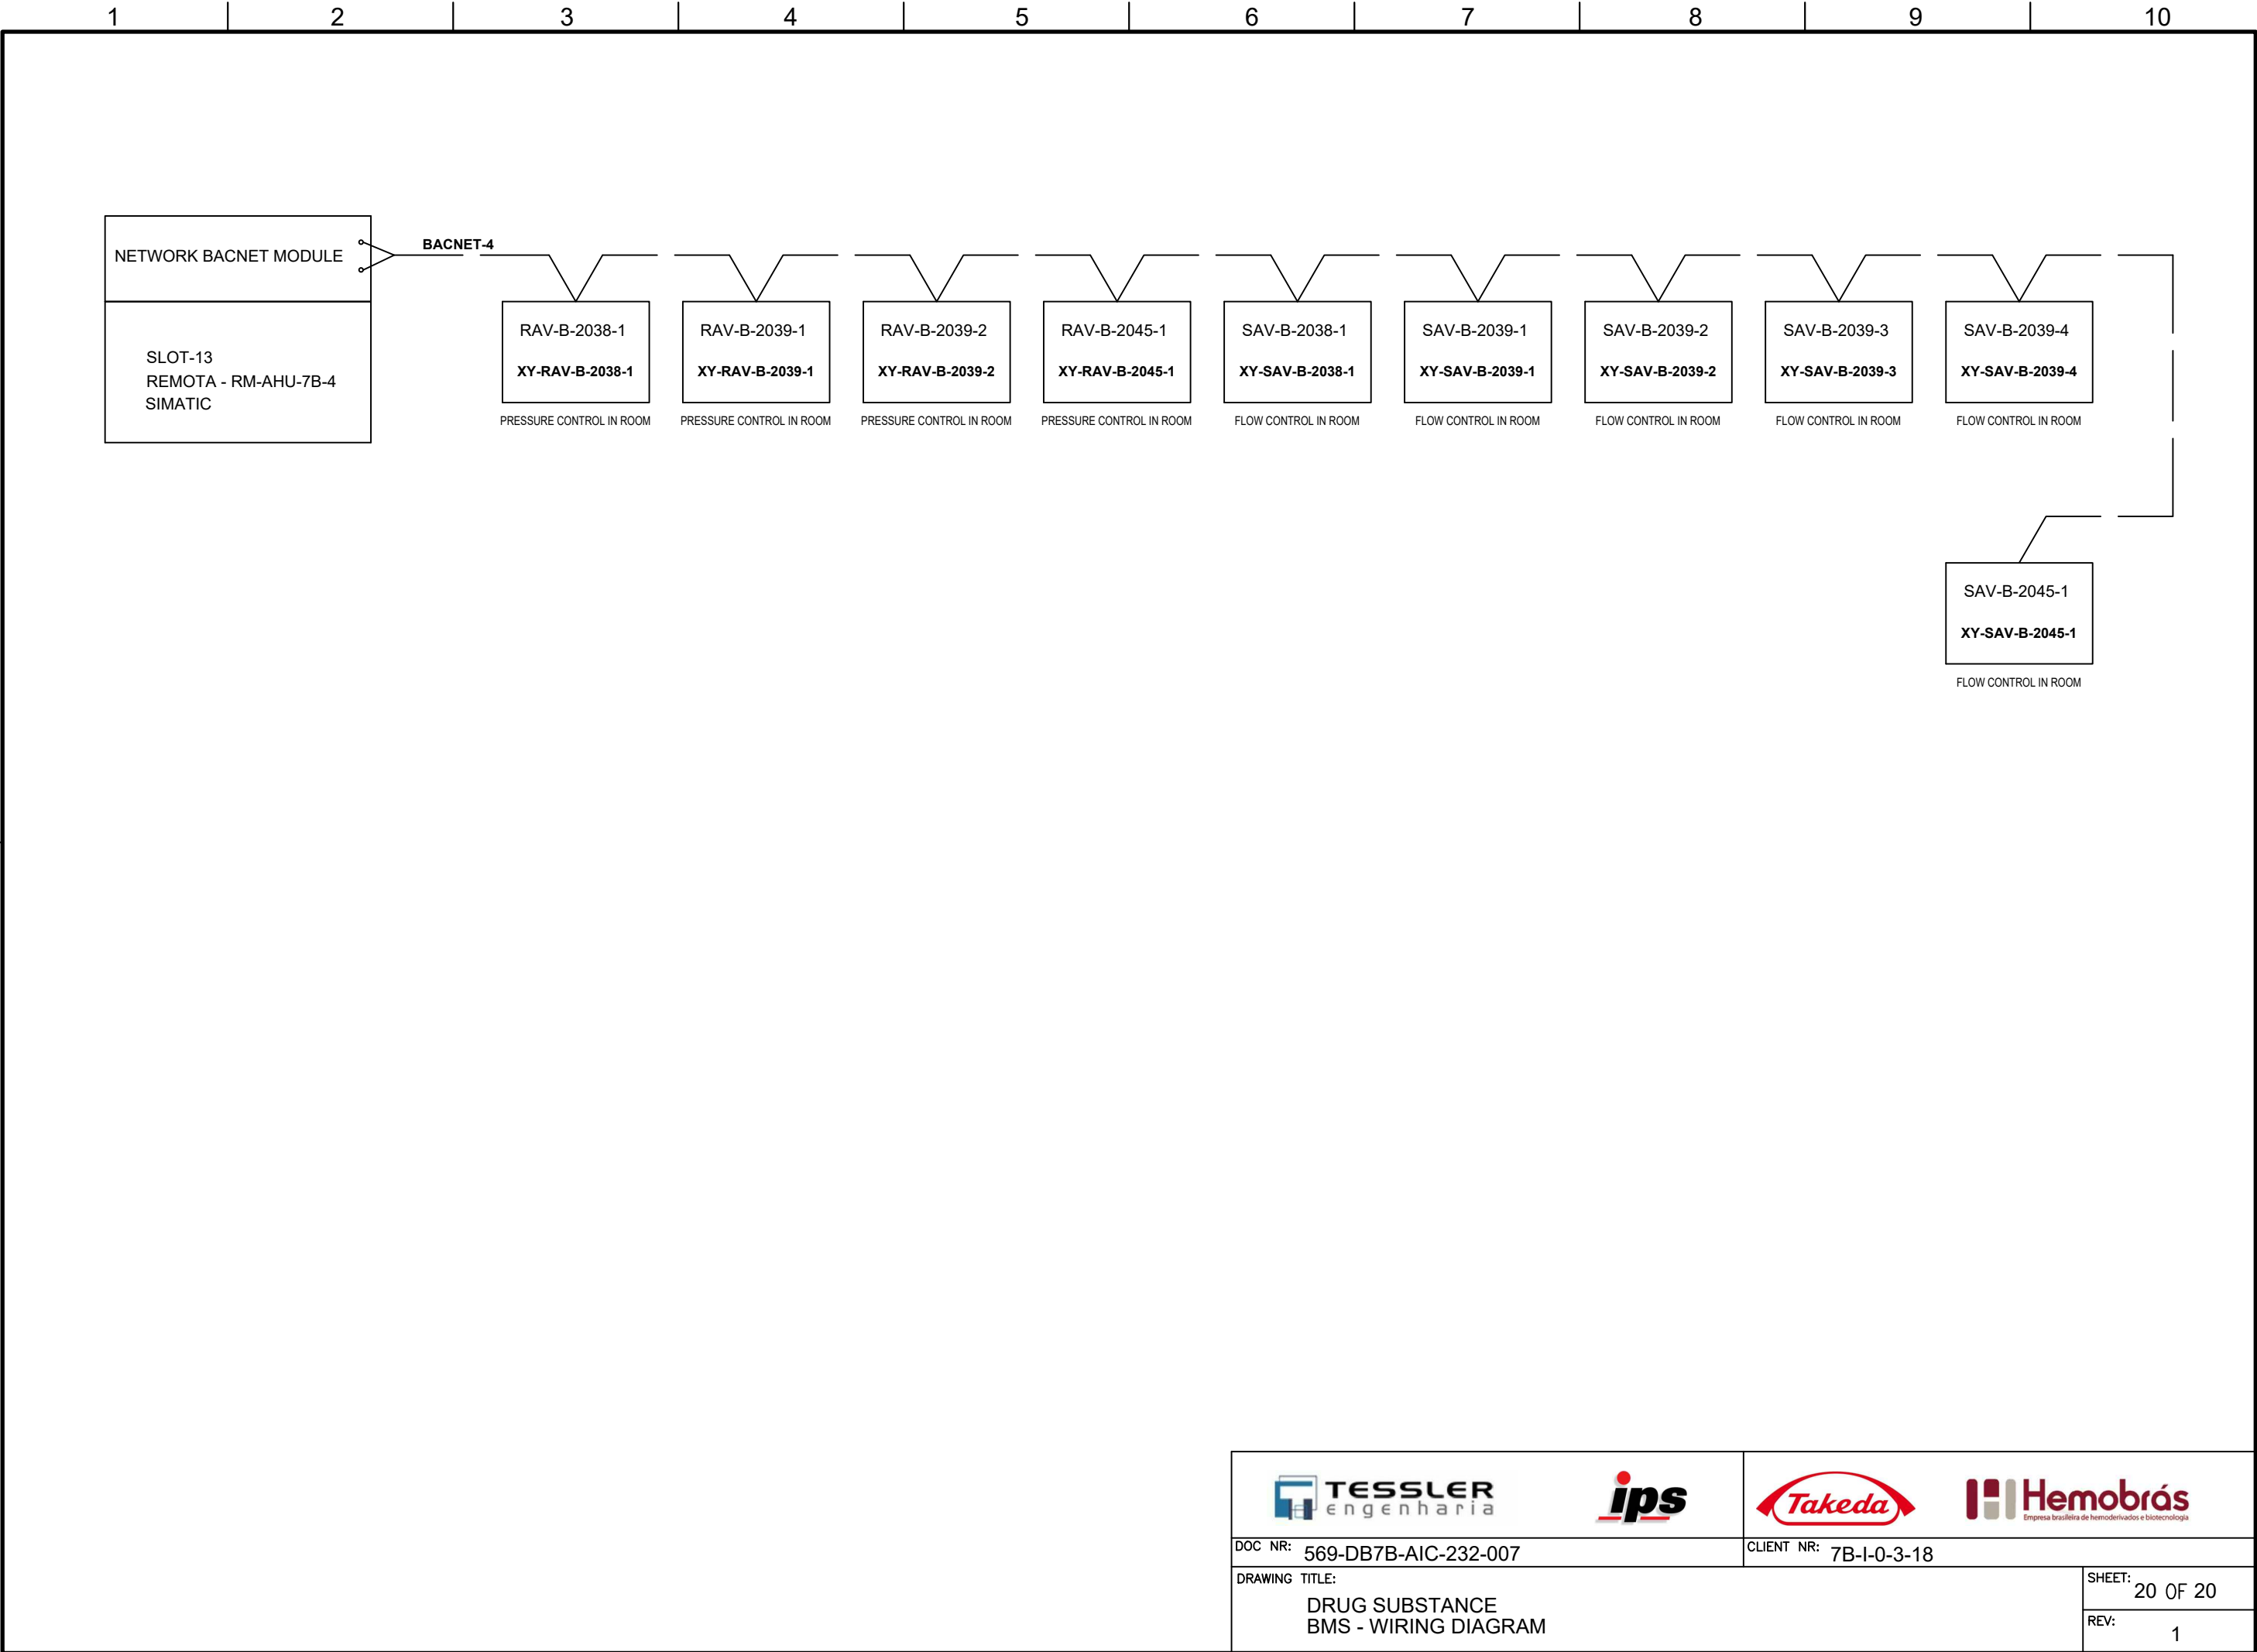 1 2 3 4 5 6 7 8 9 10
NETWORK BACNET MODULE
SLOT-13
REMOTA - RM-AHU-7B-4
SIMATIC
BACNET-4
RAV-B-2038-1
XY-RAV-B-2038-1
PRESSURE CONTROL IN ROOM
RAV-B-2039-1
XY-RAV-B-2039-1
PRESSURE CONTROL IN ROOM
RAV-B-2039-2
XY-RAV-B-2039-2
PRESSURE CONTROL IN ROOM
RAV-B-2045-1
XY-RAV-B-2045-1
PRESSURE CONTROL IN ROOM
SAV-B-2038-1
XY-SAV-B-2038-1
FLOW CONTROL IN ROOM
SAV-B-2039-1
XY-SAV-B-2039-1
FLOW CONTROL IN ROOM
SAV-B-2039-2
XY-SAV-B-2039-2
FLOW CONTROL IN ROOM
SAV-B-2039-3
XY-SAV-B-2039-3
FLOW CONTROL IN ROOM
SAV-B-2039-4
XY-SAV-B-2039-4
FLOW CONTROL IN ROOM
SAV-B-2045-1
XY-SAV-B-2045-1
FLOW CONTROL IN ROOM
TESSLER
engenharia
ips
Takeda
Hemobrás
Empresa brasileira de hemoderivados e biotecnologia
DOC NR: 569-DB7B-AIC-232-007
CLIENT NR: 7B-I-0-3-18
DRAWING TITLE:
DRUG SUBSTANCE
BMS - WIRING DIAGRAM
SHEET: 20 OF 20
REV: 1